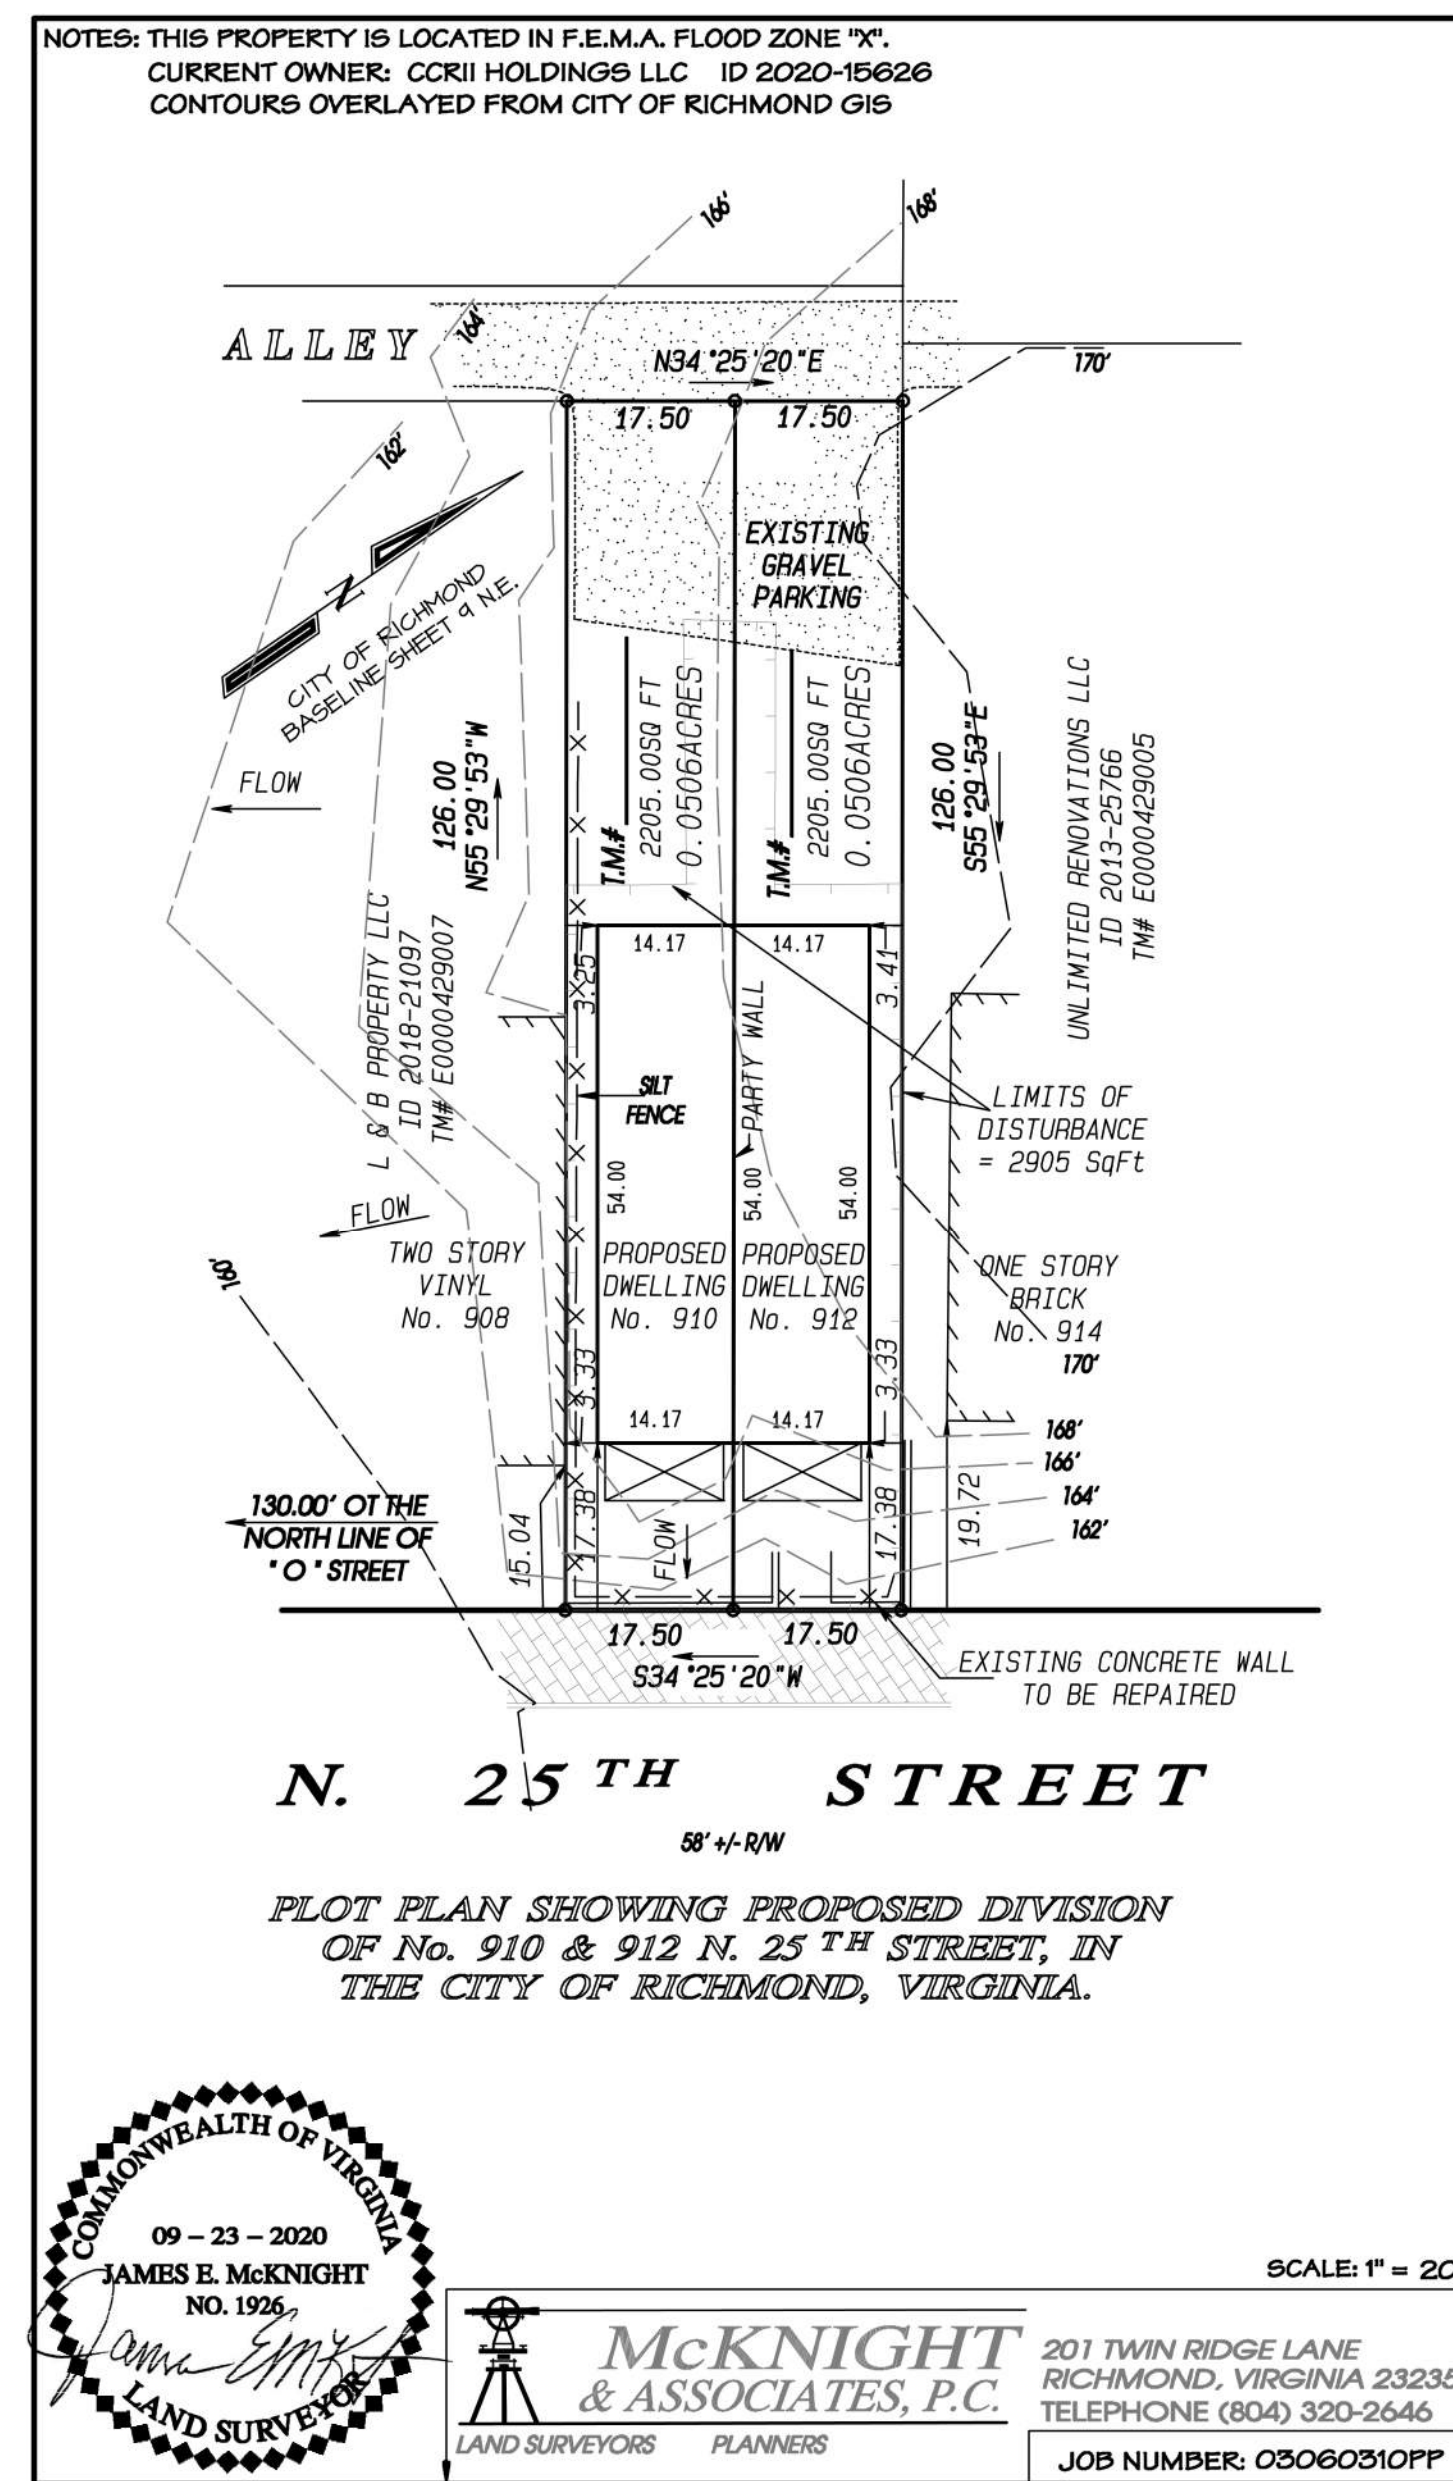 NOTES: THIS PROPERTY IS LOCATED IN F.E.M.A. FLOOD ZONE "X".
CURRENT OWNER: CCRII HOLDINGS LLC ID 2020-15626
CONTOURS OVERLAYED FROM CITY OF RICHMOND GIS
166'
168'
ALLEY
164'
N34°25'20"E
170'
17.50
17.50
162'
EXISTING
GRAVEL
PARKING
N
CITY OF RICHMOND
BASELINE SHEET 9 N.E.
FLOW
126.00
N55°29'53"W
T.M.#
2205.00SQ FT
0.0506ACRES
T.M.#
2205.00SQ FT
0.0506ACRES
126.00
S55°29'53"E
UNLIMITED RENOVATIONS LLC
ID 2013-25766
TM# E0000429005
L & B PROPERTY LLC
ID 2018-21097
TM# E0000429007
14.17
14.17
3.25
3.41
PARTY WALL
SILT
FENCE
LIMITS OF
DISTURBANCE
= 2905 SqFt
54.00
54.00
54.00
FLOW
160'
TWO STORY
VINYL
No. 908
PROPOSED
DWELLING
No. 910
PROPOSED
DWELLING
No. 912
ONE STORY
BRICK
No. 914
170'
3.33
3.33
14.17
14.17
168'
166'
164'
162'
130.00' OT THE
NORTH LINE OF
"O" STREET
15.04
17.38
FLOW
17.38
19.72
17.50
17.50
S34°25'20"W
EXISTING CONCRETE WALL
TO BE REPAIRED
N. 25TH STREET
58' +/- R/W
PLOT PLAN SHOWING PROPOSED DIVISION
OF No. 910 & 912 N. 25TH STREET, IN
THE CITY OF RICHMOND, VIRGINIA.
COMMONWEALTH OF VIRGINIA
09 – 23 – 2020
JAMES E. McKNIGHT
NO. 1926
LAND SURVEYOR
SCALE: 1" = 20
McKNIGHT
& ASSOCIATES, P.C.
LAND SURVEYORS PLANNERS
201 TWIN RIDGE LANE
RICHMOND, VIRGINIA 23235
TELEPHONE (804) 320-2646
JOB NUMBER: 03060310PP